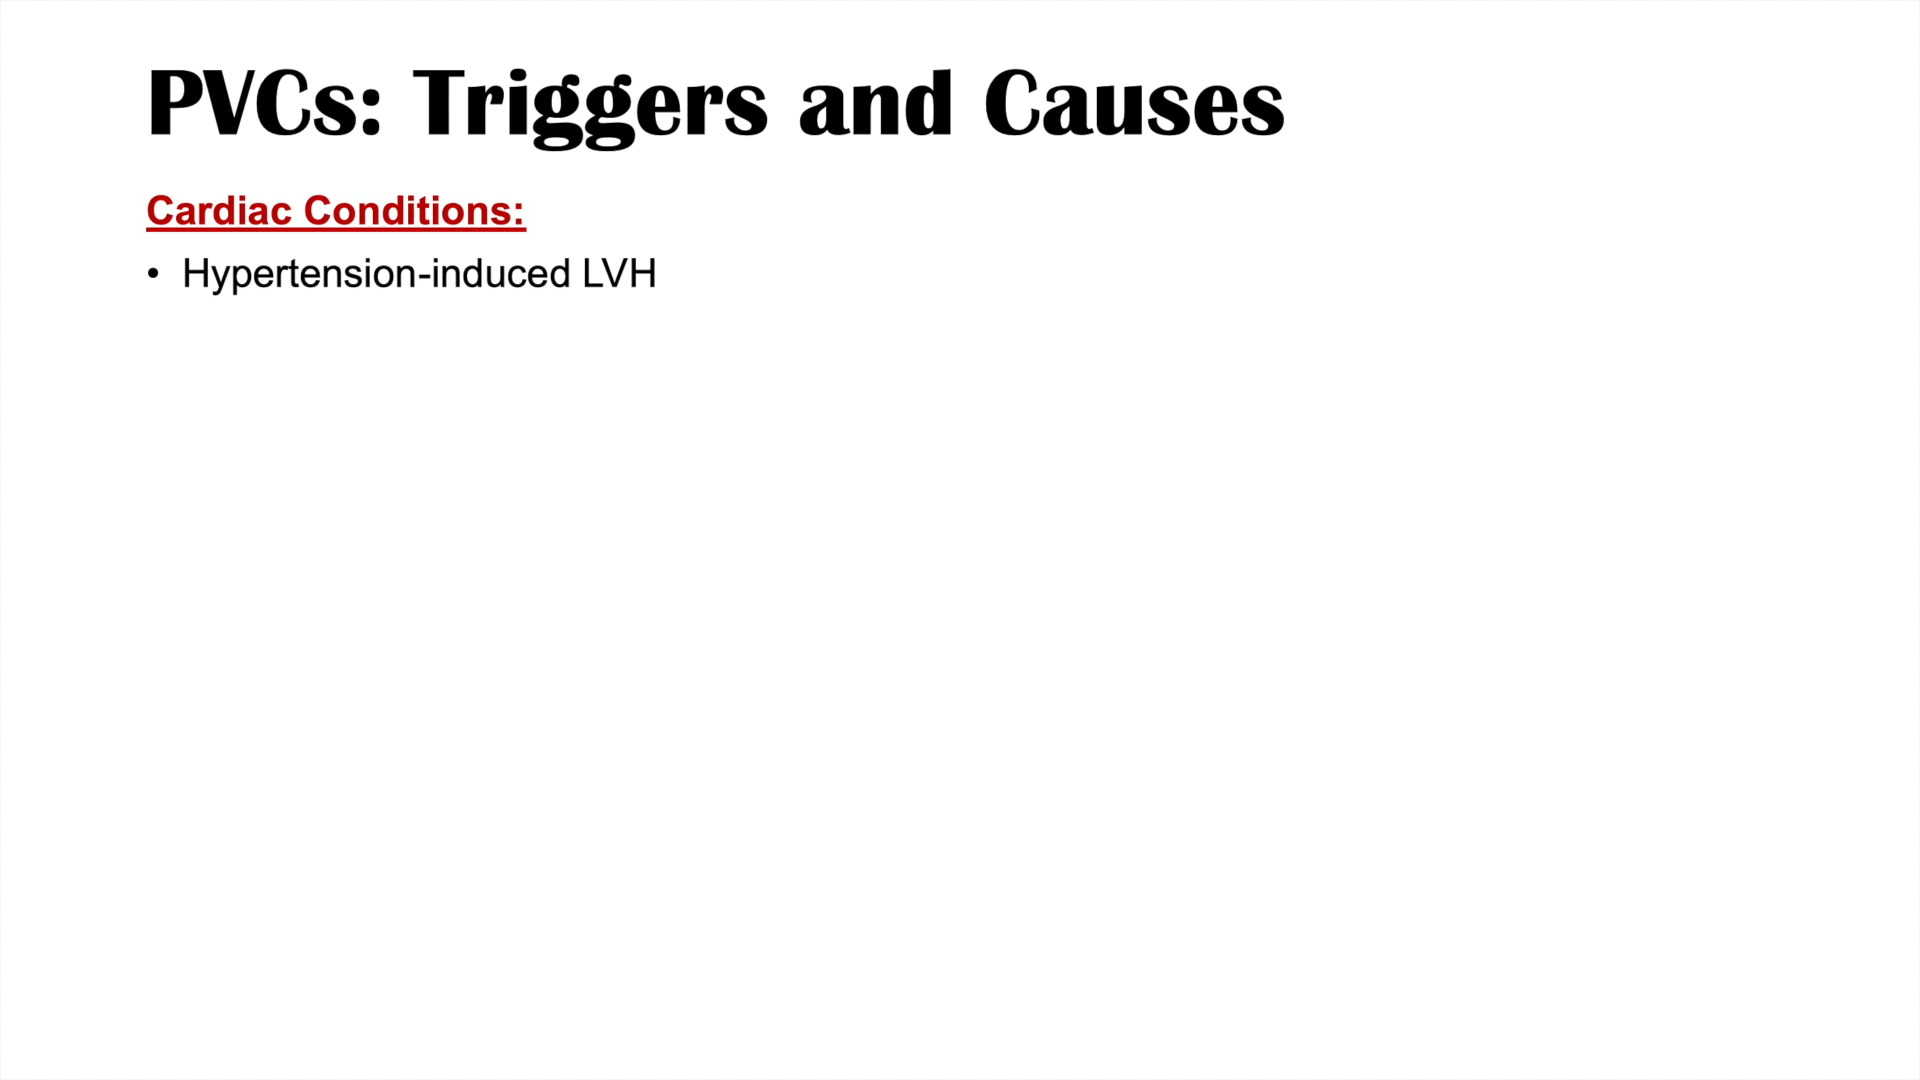 PVCs: Triggers and Causes
Cardiac Conditions:
• Hypertension-induced LVH